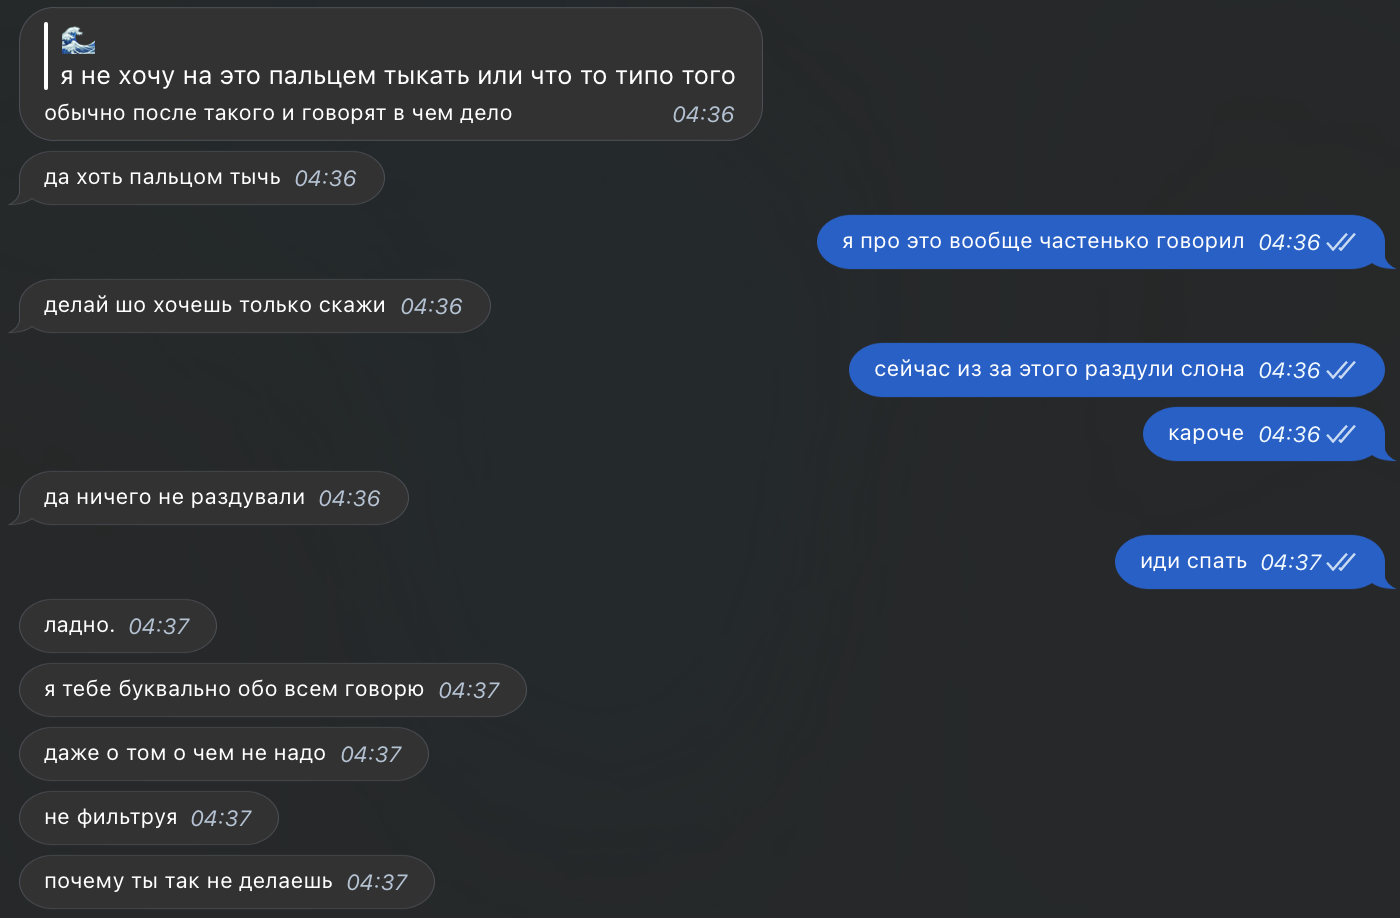 🌊
я не хочу на это пальцем тыкать или что то типо того
обычно после такого и говорят в чем дело 04:36
да хоть пальцом тычь 04:36
я про это вообще частенько говорил 04:36
делай шо хочешь только скажи 04:36
сейчас из за этого раздули слона 04:36
кароче 04:36
да ничего не раздували 04:36
иди спать 04:37
ладно. 04:37
я тебе буквально обо всем говорю 04:37
даже о том о чем не надо 04:37
не фильтруя 04:37
почему ты так не делаешь 04:37